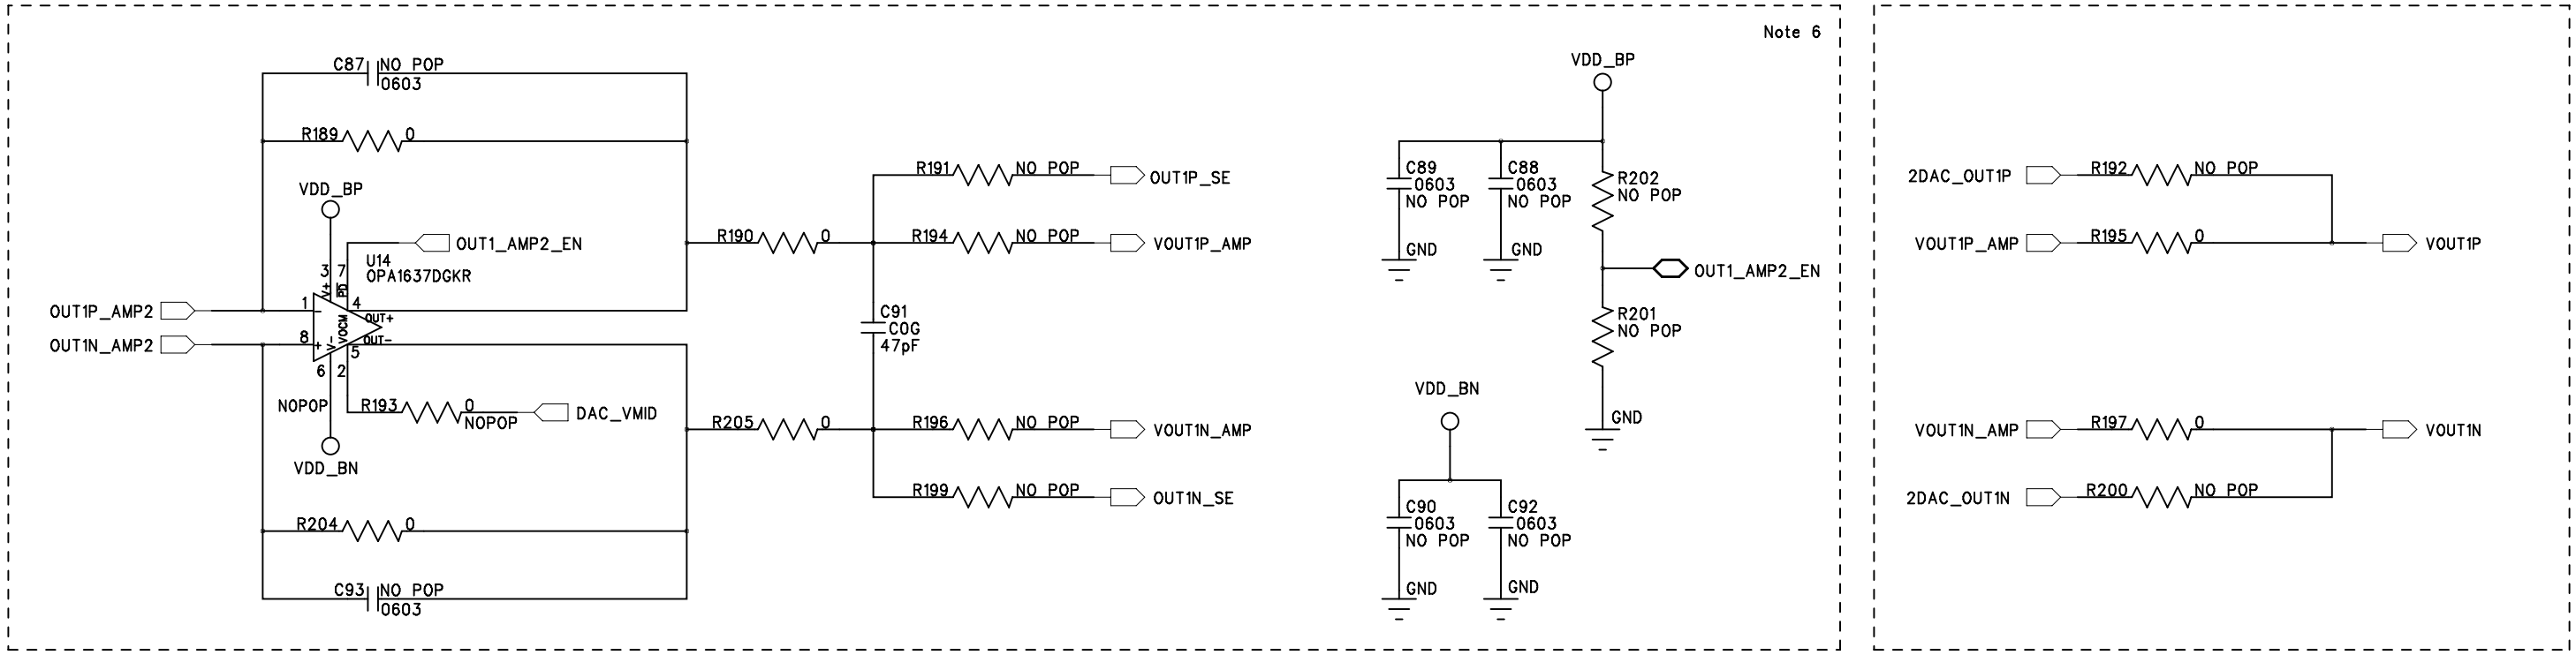 Note 6
C87 NO POP
0603
R189 0
VDD_BP
OUT1_AMP2_EN
3 7
U14
OPA1637DGKR
V+ PD
OUT1P_AMP2
1 - 4
OUT+
VOCM
OUT1N_AMP2
8 + V- OUT-
5
6 2
NOPOP
R193 0
NOPOP
DAC_VMID
VDD_BN
R204 0
C93 NO POP
0603
R190 0
R205 0
R191 NO POP
OUT1P_SE
R194 NO POP
VOUT1P_AMP
C91
C0G
47pF
R196 NO POP
VOUT1N_AMP
R199 NO POP
OUT1N_SE
VDD_BP
C89
0603
NO POP
GND
C88
0603
NO POP
GND
R202
NO POP
OUT1_AMP2_EN
R201
NO POP
GND
VDD_BN
C90
0603
NO POP
GND
C92
0603
NO POP
GND
2DAC_OUT1P R192 NO POP
VOUT1P_AMP R195 0 VOUT1P
VOUT1N_AMP R197 0 VOUT1N
2DAC_OUT1N R200 NO POP